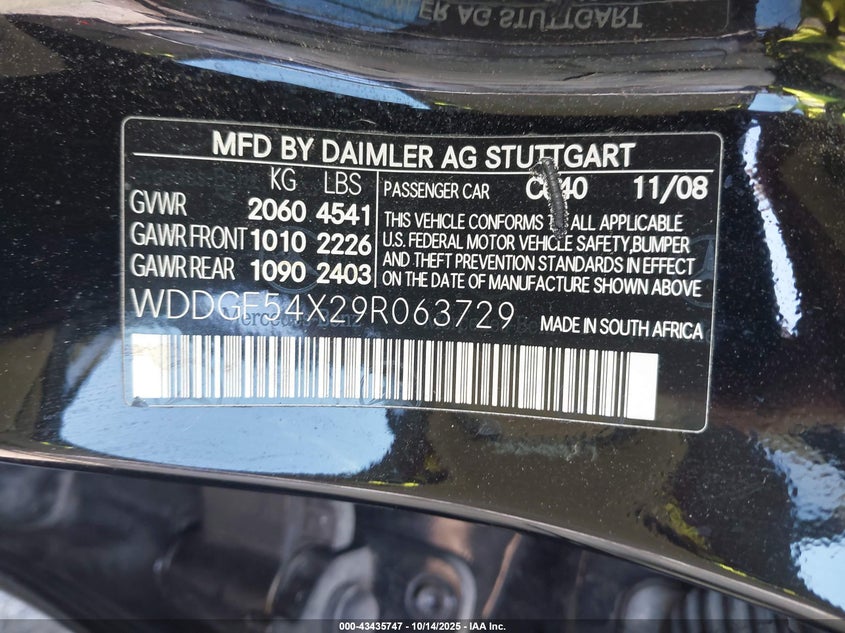 MFD BY DAIMLER AG STUTTGART
KG LBS
GVWR 2060 4541
GAWR FRONT 1010 2226
GAWR REAR 1090 2403
PASSENGER CAR 11/08
THIS VEHICLE CONFORMS TO ALL APPLICABLE
U.S. FEDERAL MOTOR VEHICLE SAFETY,BUMPER
AND THEFT PREVENTION STANDARDS IN EFFECT
ON THE DATE OF MANUFACTURE SHOWN ABOVE
WDDGF54X29R063729
MADE IN SOUTH AFRICA
000-43435747 - 10/14/2025 - IAA Inc.